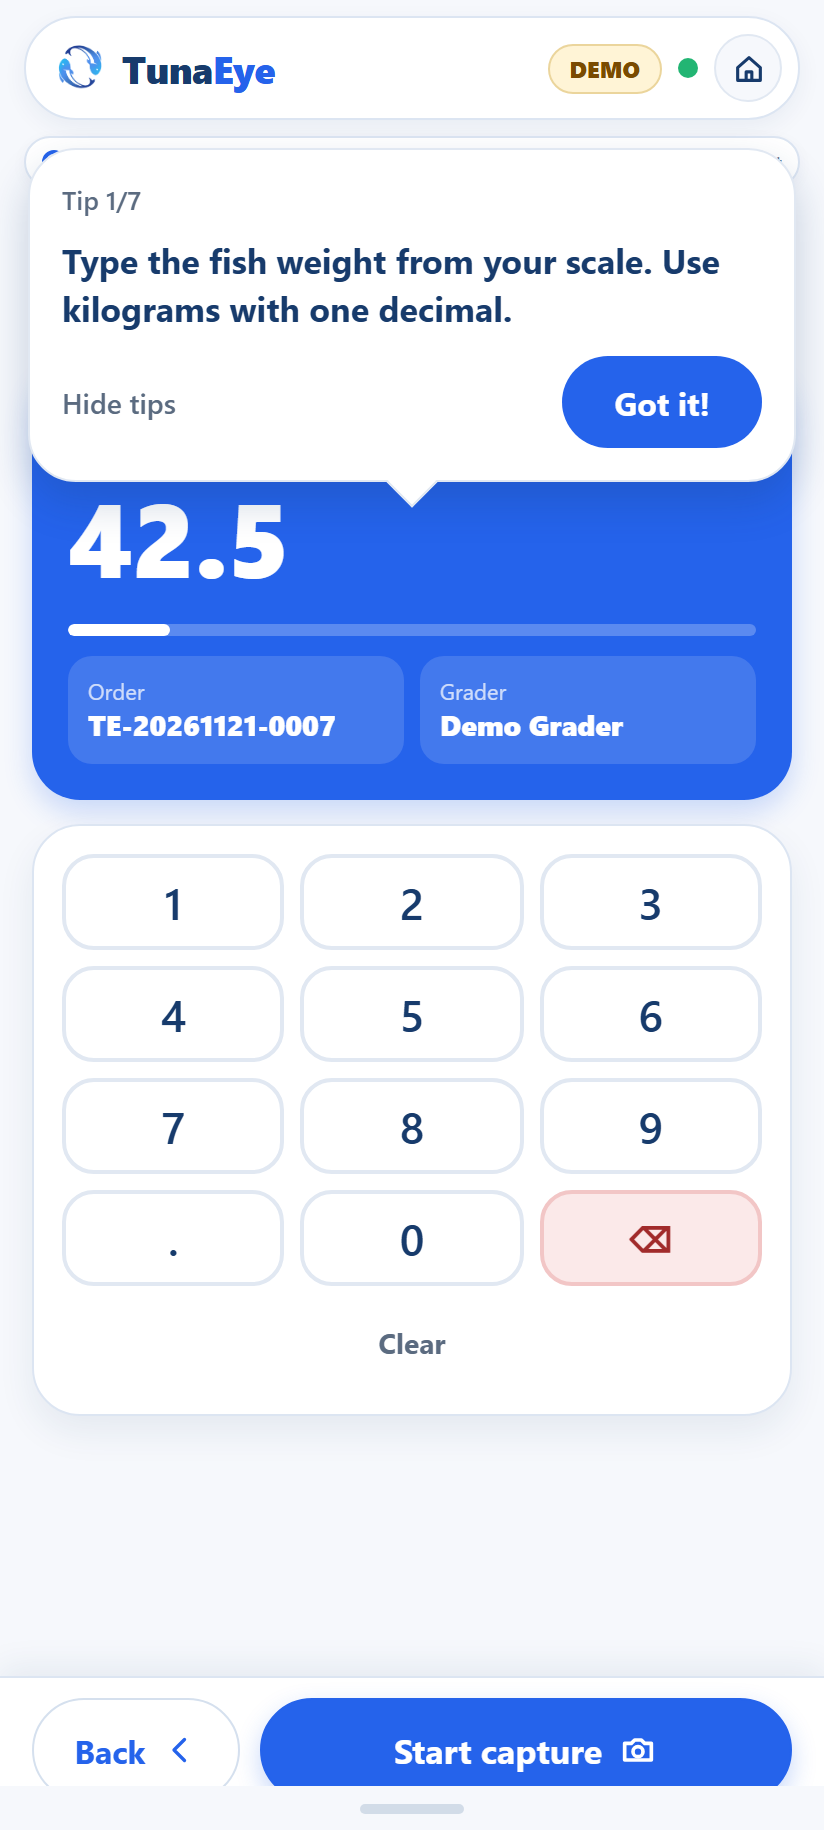 TunaEye
DEMO
Tip 1/7
Type the fish weight from your scale. Use
kilograms with one decimal.
Hide tips
Got it!
42.5
Order
TE-20261121-0007
Grader
Demo Grader
1
2
3
4
5
6
7
8
9
.
0
Clear
Back
Start capture